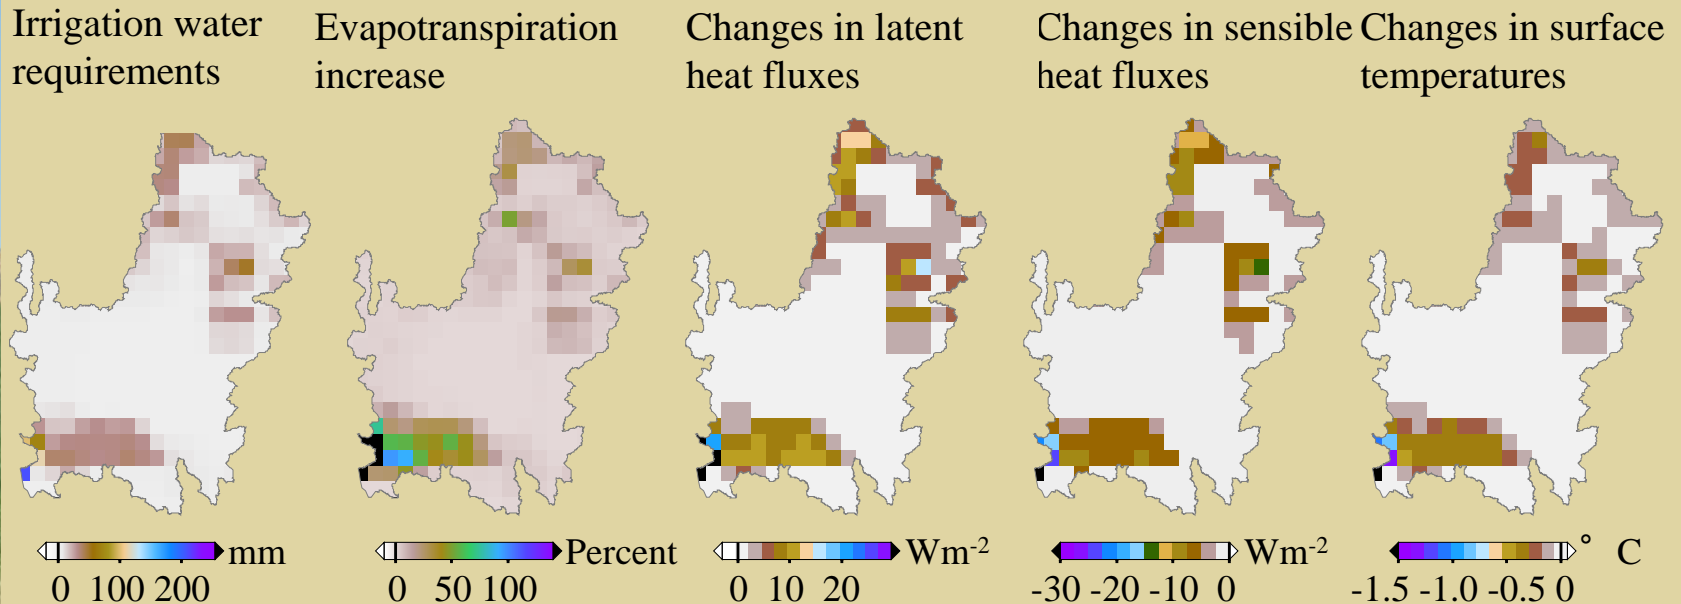 Irrigation water
requirements
Evapotranspiration
increase
Changes in latent
heat fluxes
Changes in sensible
heat fluxes
Changes in surface
temperatures
mm
0 100 200
Percent
0 50 100
Wm-2
0 10 20
Wm-2
-30 -20 -10 0
° C
-1.5 -1.0 -0.5 0